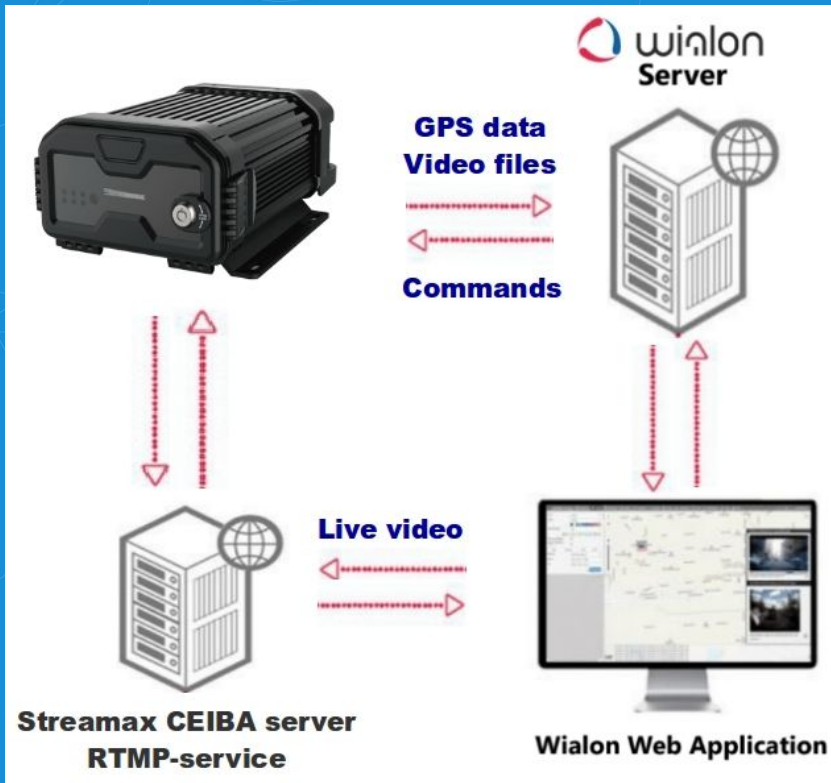 wialon
Server
GPS data
Video files
Commands
Live video
Streamax CEIBA server
RTMP-service
Wialon Web Application